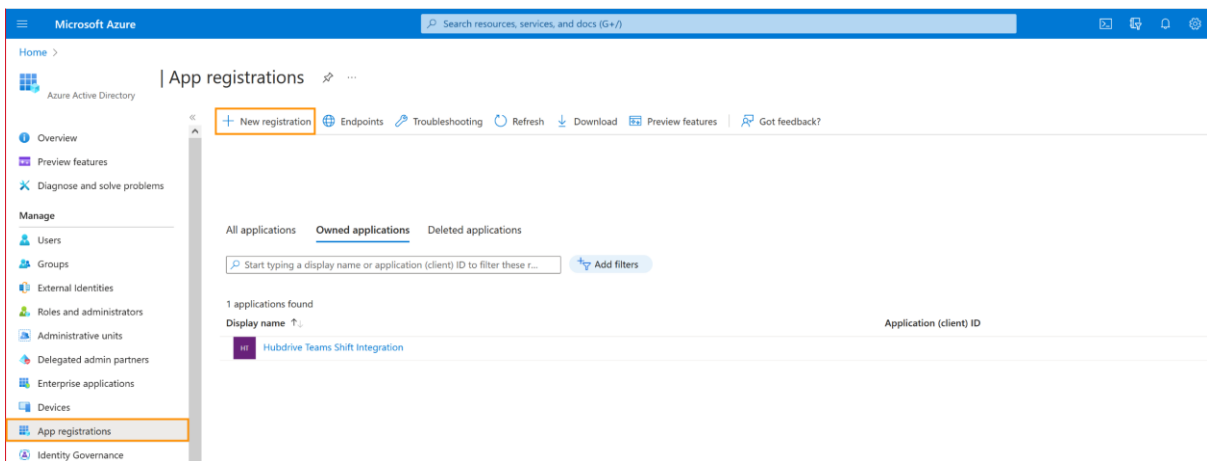 Microsoft Azure
Search resources, services, and docs (G+/)
Home >
| App registrations
Azure Active Directory
New registration Endpoints Troubleshooting Refresh Download Preview features Got feedback?
Overview
Preview features
Diagnose and solve problems
Manage
Users
Groups
External Identities
Roles and administrators
Administrative units
Delegated admin partners
Enterprise applications
Devices
App registrations
Identity Governance
All applications Owned applications Deleted applications
Start typing a display name or application (client) ID to filter these r...
Add filters
1 applications found
Display name Application (client) ID
HT Hubdrive Teams Shift Integration